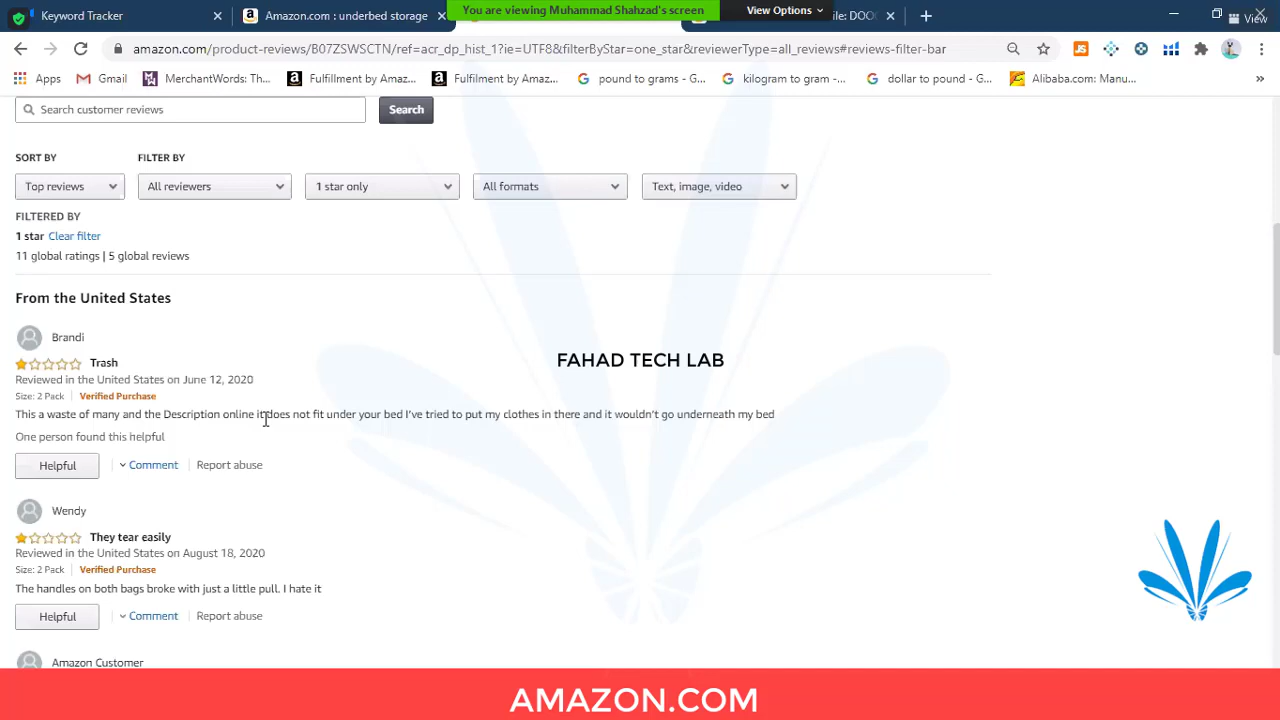 You are viewing Muhammad Shahzad's screen
View Options
Keyword Tracker
Amazon.com : underbed storage
file: DOO
View
amazon.com/product-reviews/B07ZSWSCTN/ref=acr_dp_hist_1?ie=UTF8&filterByStar=one_star&reviewerType=all_reviews#reviews-filter-bar
Apps
Gmail
MerchantWords: Th...
Fulfillment by Amaz...
Fulfilment by Amaz...
pound to grams - G...
kilogram to gram -...
dollar to pound - G...
Alibaba.com: Manu...
Search customer reviews
Search
SORT BY
FILTER BY
Top reviews
All reviewers
1 star only
All formats
Text, image, video
FILTERED BY
1 star Clear filter
11 global ratings | 5 global reviews
From the United States
Brandi
Trash
Reviewed in the United States on June 12, 2020
Size: 2 Pack | Verified Purchase
This a waste of many and the Description online it does not fit under your bed I've tried to put my clothes in there and it wouldn't go underneath my bed
One person found this helpful
Helpful
Comment
Report abuse
FAHAD TECH LAB
Wendy
They tear easily
Reviewed in the United States on August 18, 2020
Size: 2 Pack | Verified Purchase
The handles on both bags broke with just a little pull. I hate it
Helpful
Comment
Report abuse
Amazon Customer
AMAZON.COM